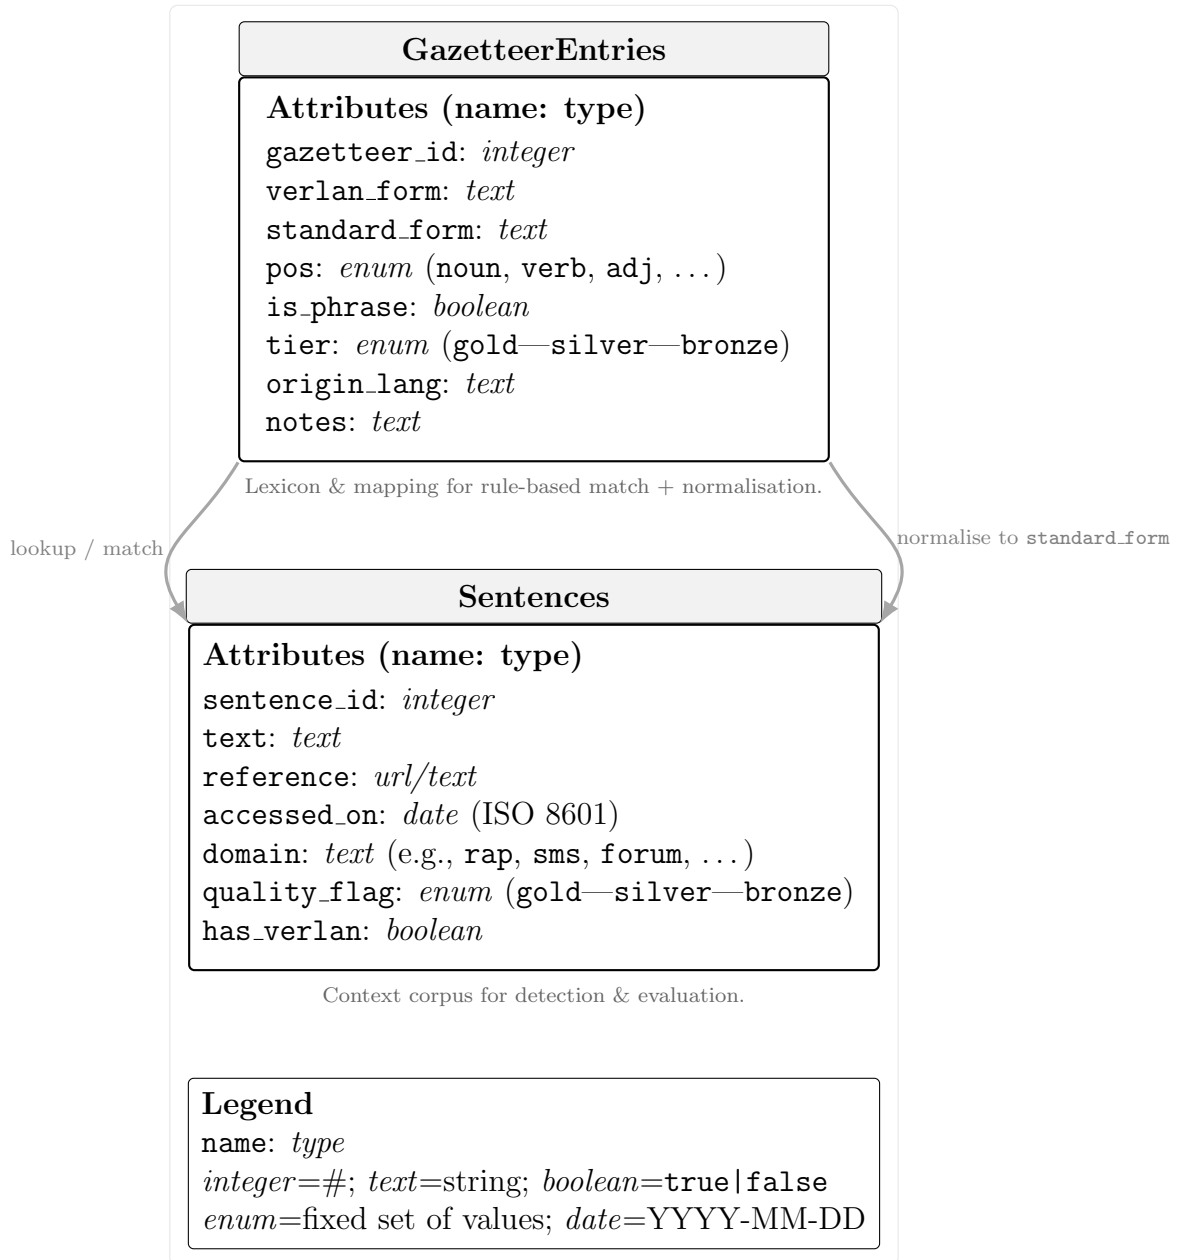 GazetteerEntries
Attributes (name: type)
gazetteer_id: integer
verlan_form: text
standard_form: text
pos: enum (noun, verb, adj, ...)
is_phrase: boolean
tier: enum (gold—silver—bronze)
origin_lang: text
notes: text
Lexicon & mapping for rule-based match + normalisation.
lookup / match
normalise to standard_form
Sentences
Attributes (name: type)
sentence_id: integer
text: text
reference: url/text
accessed_on: date (ISO 8601)
domain: text (e.g., rap, sms, forum, ...)
quality_flag: enum (gold—silver—bronze)
has_verlan: boolean
Context corpus for detection & evaluation.
Legend
name: type
integer=#; text=string; boolean=true|false
enum=fixed set of values; date=YYYY-MM-DD